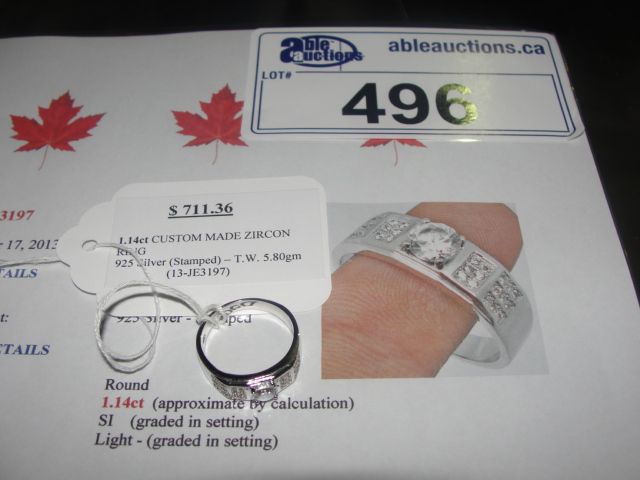 able auctions
ableauctions.ca
LOT#
496
3197
$ 711.36
1.14ct CUSTOM MADE ZIRCON
RING
925 Silver (Stamped) – T.W. 5.80gm
(13-JE3197)
17, 2013
TAILS
925 Silver -
ETAILS
Round
1.14ct (approximate by calculation)
SI (graded in setting)
Light - (graded in setting)